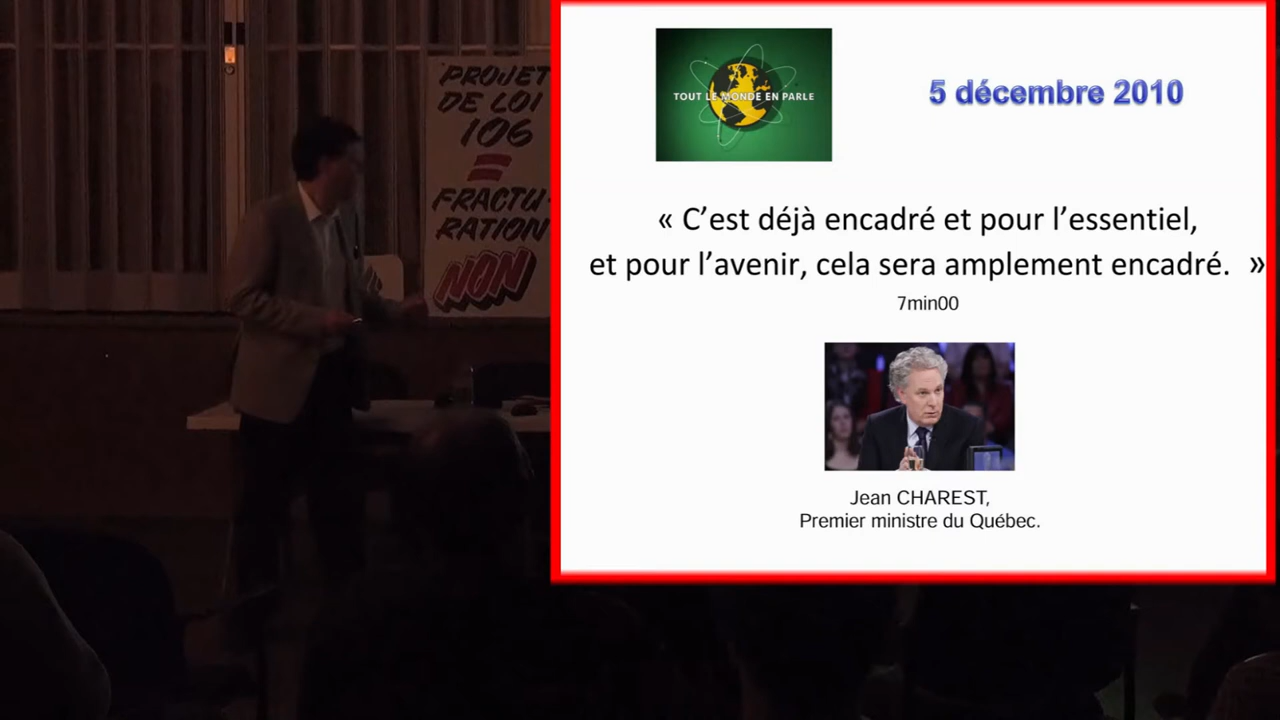 PROJET
DE LOI
106
=
FRACTU-
RATION
NON
TOUT LE MONDE EN PARLE
5 décembre 2010
« C’est déjà encadré et pour l’essentiel,
et pour l’avenir, cela sera amplement encadré. »
7min00
Jean CHAREST,
Premier ministre du Québec.